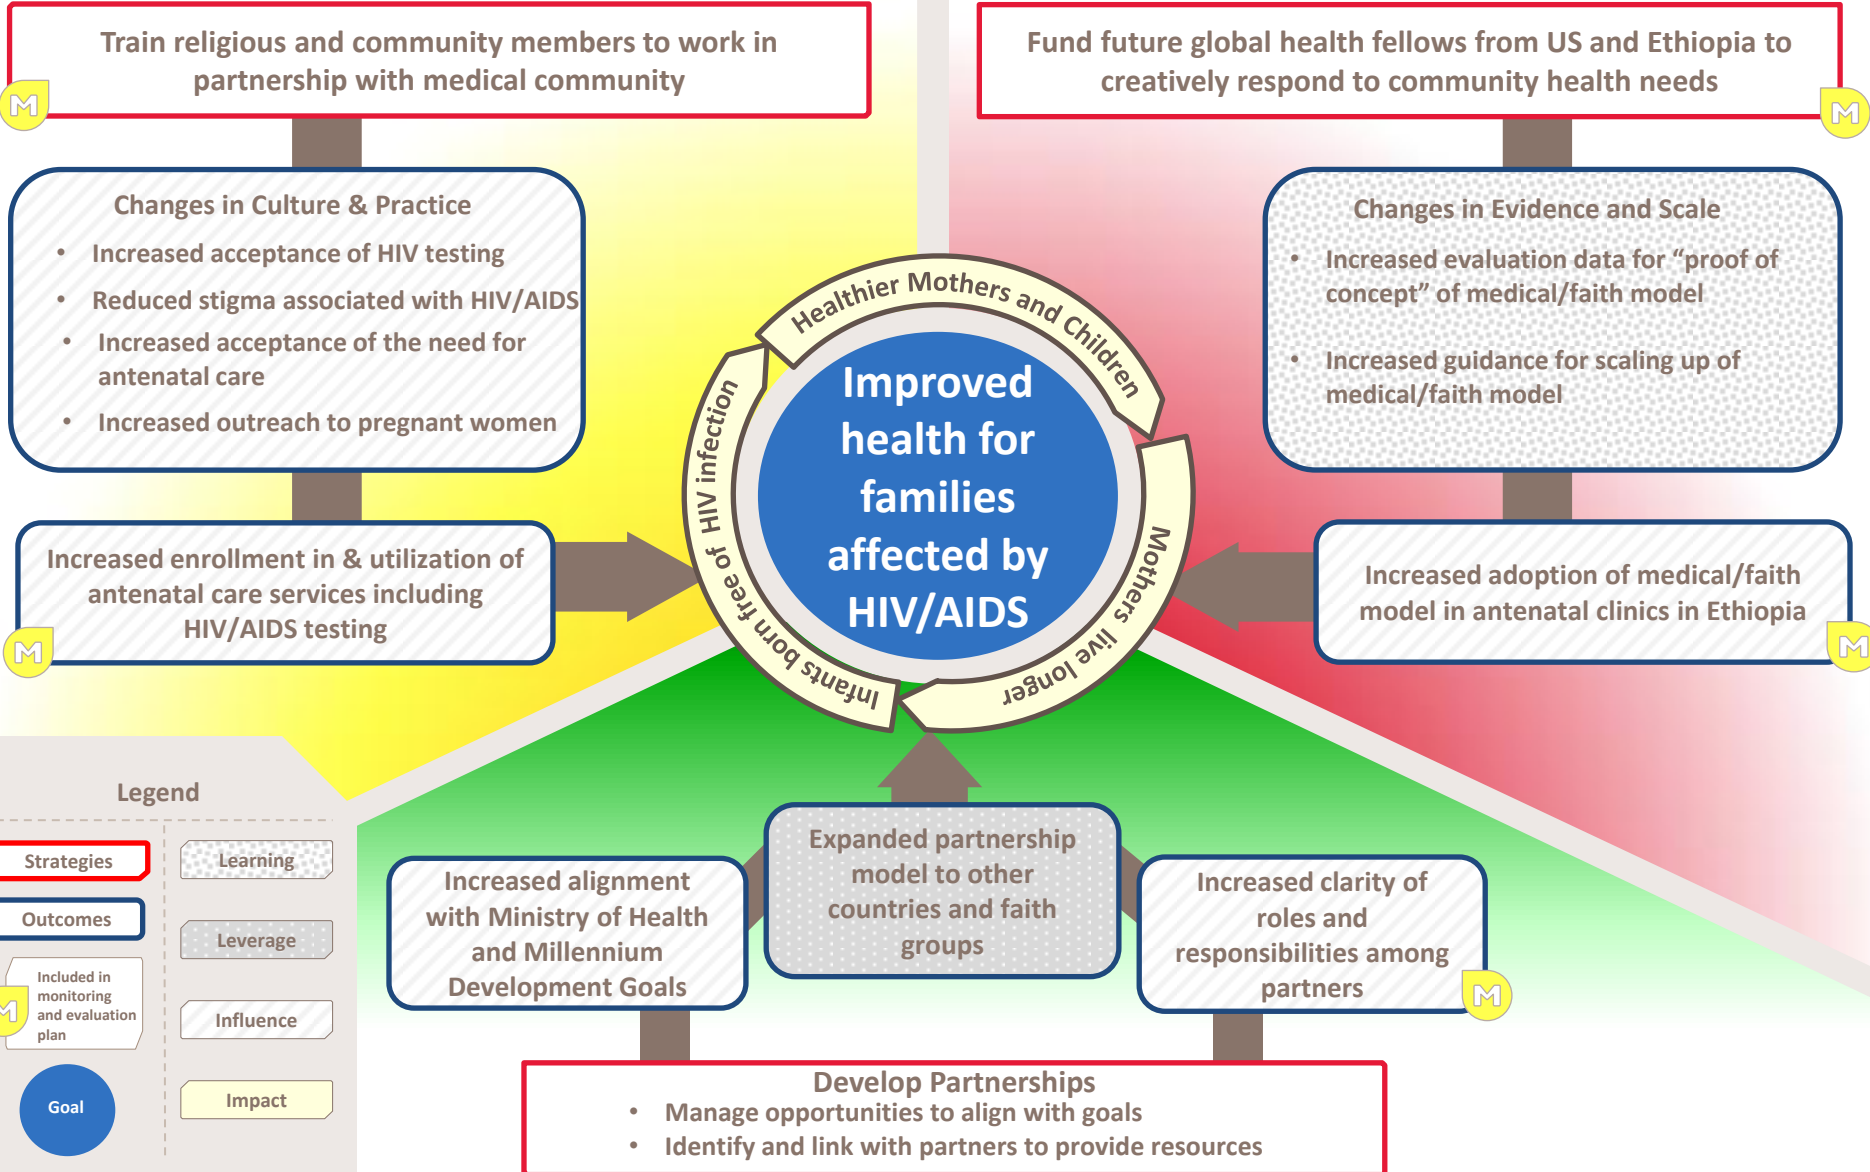 Train religious and community members to work in
partnership with medical community
M
Fund future global health fellows from US and Ethiopia to
creatively respond to community health needs
M
Changes in Culture & Practice
• Increased acceptance of HIV testing
• Reduced stigma associated with HIV/AIDS
• Increased acceptance of the need for
antenatal care
• Increased outreach to pregnant women
Changes in Evidence and Scale
• Increased evaluation data for “proof of
concept” of medical/faith model
• Increased guidance for scaling up of
medical/faith model
Increased enrollment in & utilization of
antenatal care services including
HIV/AIDS testing
M
Healthier Mothers and Children
Mothers live longer
Infants born free of HIV infection
Improved
health for
families
affected by
HIV/AIDS
Increased adoption of medical/faith
model in antenatal clinics in Ethiopia
M
Increased alignment
with Ministry of Health
and Millennium
Development Goals
Expanded partnership
model to other
countries and faith
groups
Increased clarity of
roles and
responsibilities among
partners
M
Develop Partnerships
• Manage opportunities to align with goals
• Identify and link with partners to provide resources
Legend
Strategies
Outcomes
M
Included in
monitoring
and evaluation
plan
Goal
Learning
Leverage
Influence
Impact